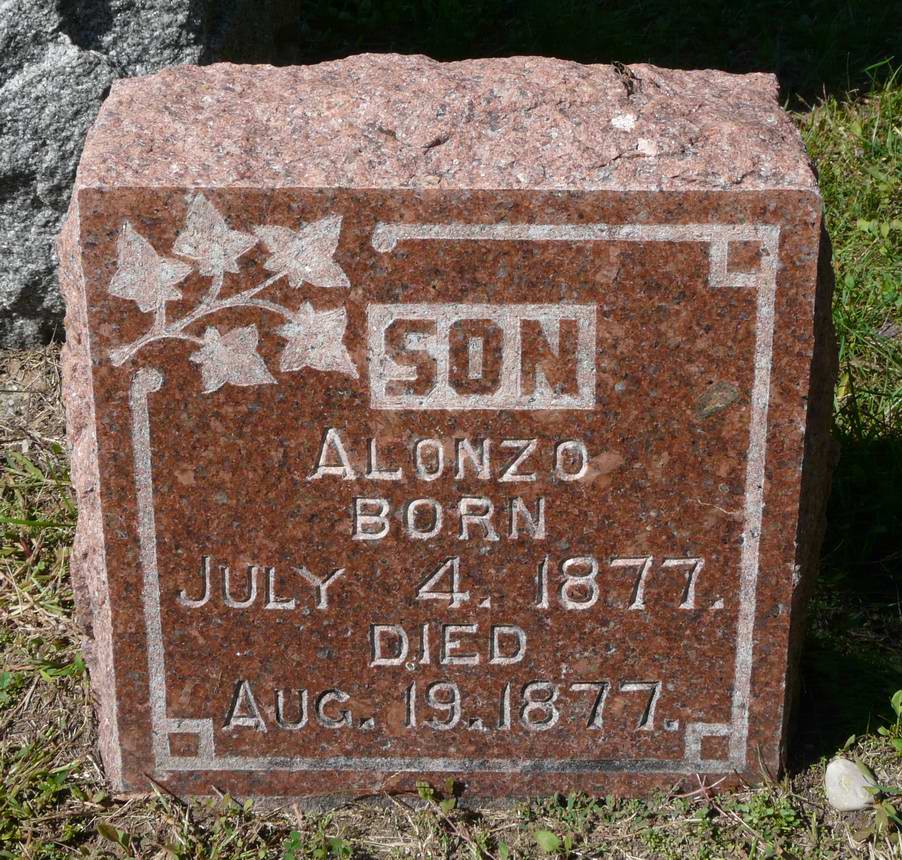 SON
ALONZO
BORN
JULY 4. 1877.
DIED
AUG. 19. 1877.